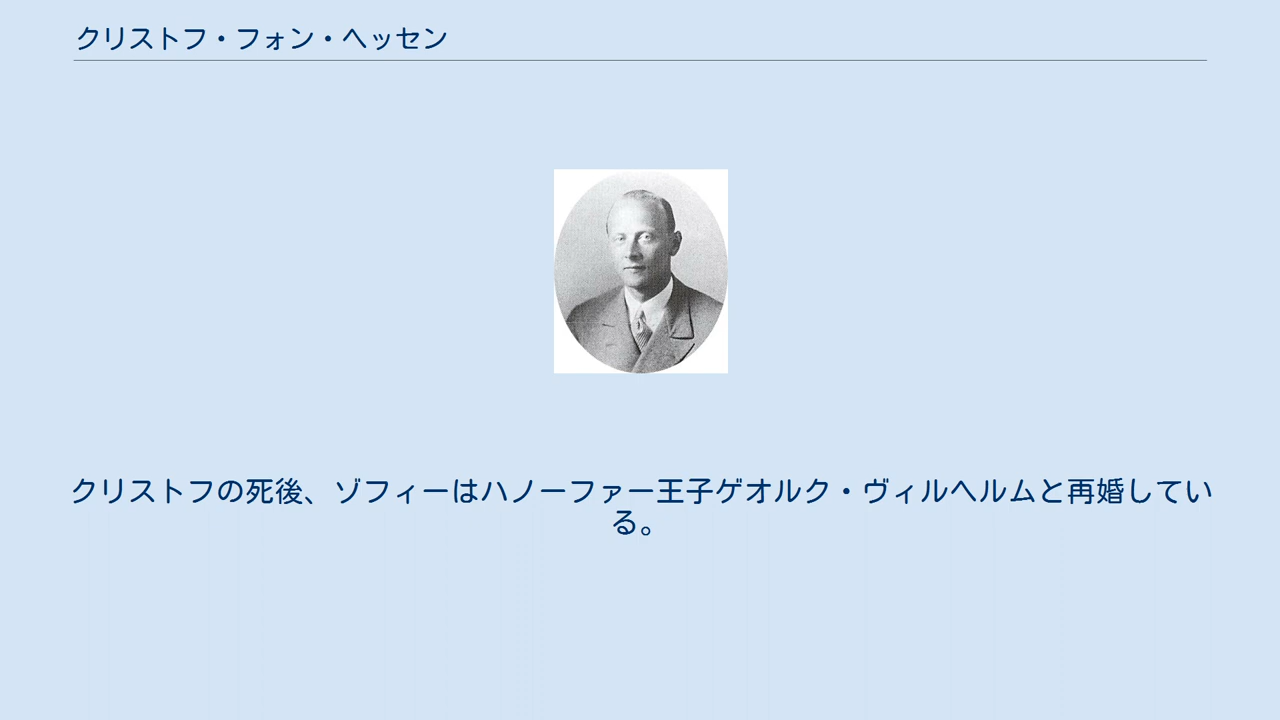 クリストフ・フォン・ヘッセン
クリストフの死後、ゾフィーはハノーファー王子ゲオルク・ヴィルヘルムと再婚してい
る。